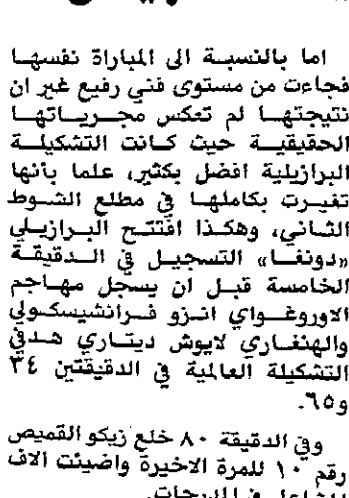 اما بالنسبة الى المباراة نفسها
فجاءت من مستوى فني رفيع غير ان
نتيجتها لم تعكس مجرياتها
الحقيقية حيث كانت التشكيلة
البرازيلية افضل بكثير، علما بأنها
تغيرت بكاملها في مطلع الشوط
الثاني، وهكذا افتتح البرازيلي
«دونغا» التسجيل في الدقيقة
الخامسة قبل ان يسجل مهاجم
الاوروغواي انزو فرانشيسكولي
والهنغاري لايوش ديتاري هدفي
التشكيلة العالمية في الدقيقتين ٣٤
و٦٥.
وفي الدقيقة ٨٠ خلع زيكو القميص
رقم ١٠ للمرة الاخيرة واضيئت الاف